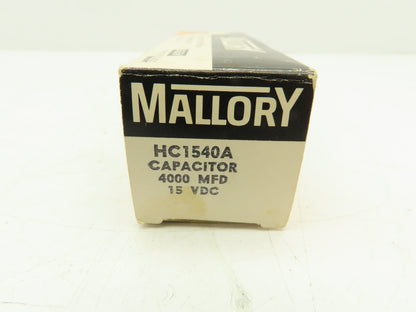 MALLORY
HC1540A
CAPACITOR
4000 MFD
15 VDC